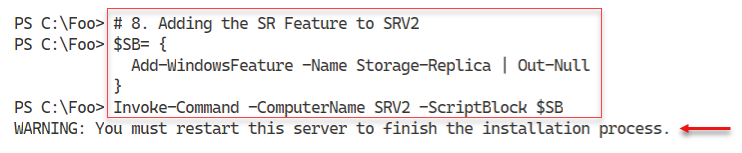 PS C:\Foo> # 8. Adding the SR Feature to SRV2
PS C:\Foo> $SB= {
  Add-WindowsFeature -Name Storage-Replica | Out-Null
}
PS C:\Foo> Invoke-Command -ComputerName SRV2 -ScriptBlock $SB
WARNING: You must restart this server to finish the installation process.